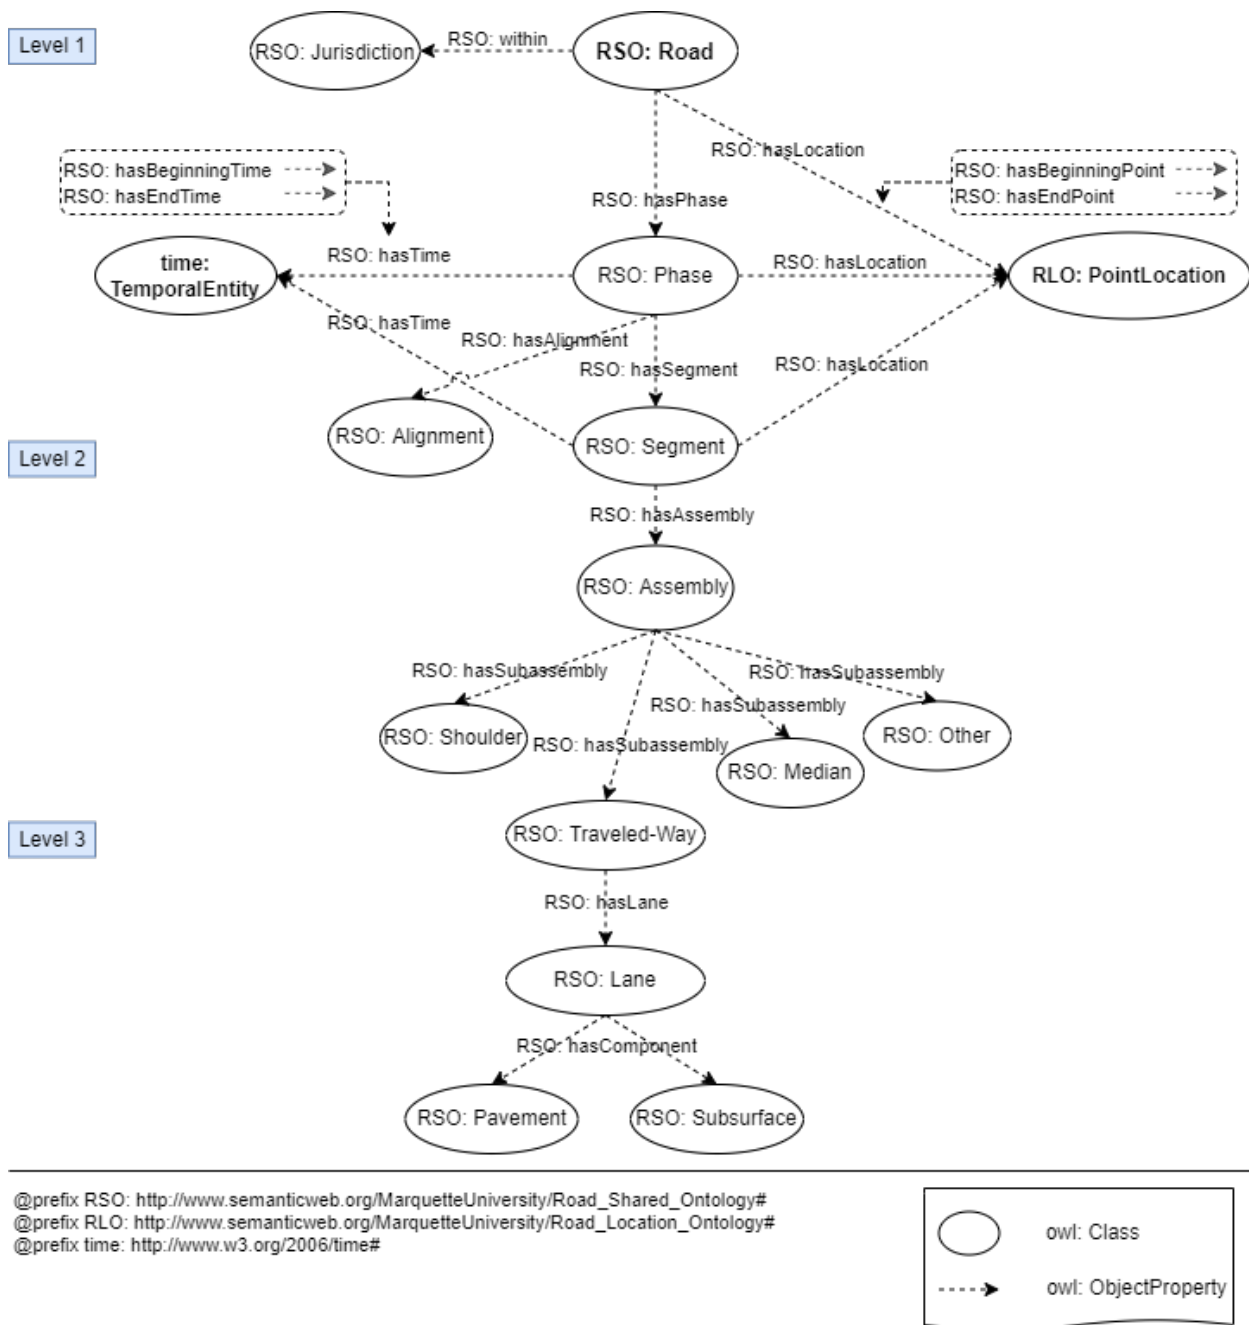 Level 1
RSO: Jurisdiction
RSO: within
RSO: Road
RSO: hasLocation
RSO: hasBeginningTime
RSO: hasEndTime
RSO: hasBeginningPoint
RSO: hasEndPoint
RSO: hasPhase
time:
TemporalEntity
RSO: hasTime
RSO: Phase
RSO: hasLocation
RLO: PointLocation
RSO: hasTime
RSO: hasAlignment
RSO: hasSegment
RSO: hasLocation
RSO: Alignment
RSO: Segment
Level 2
RSO: hasAssembly
RSO: Assembly
RSO: hasSubassembly
RSO: hasSubassembly
RSO: hasSubassembly
RSO: hasSubassembly
RSO: Shoulder
RSO: Other
RSO: Median
Level 3
RSO: Traveled-Way
RSO: hasLane
RSO: Lane
RSO: hasComponent
RSO: Pavement
RSO: Subsurface
@prefix RSO: http://www.semanticweb.org/MarquetteUniversity/Road_Shared_Ontology#
@prefix RLO: http://www.semanticweb.org/MarquetteUniversity/Road_Location_Ontology#
@prefix time: http://www.w3.org/2006/time#
owl: Class
owl: ObjectProperty